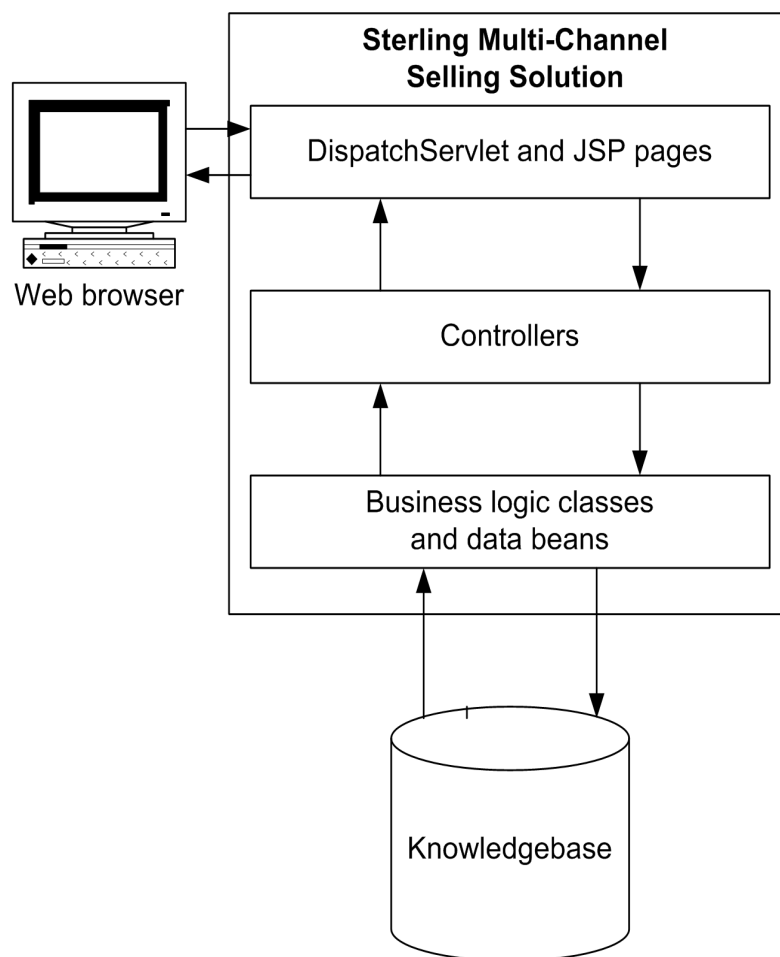 Sterling Multi-Channel
Selling Solution
DispatchServlet and JSP pages
Web browser
Controllers
Business logic classes
and data beans
Knowledgebase